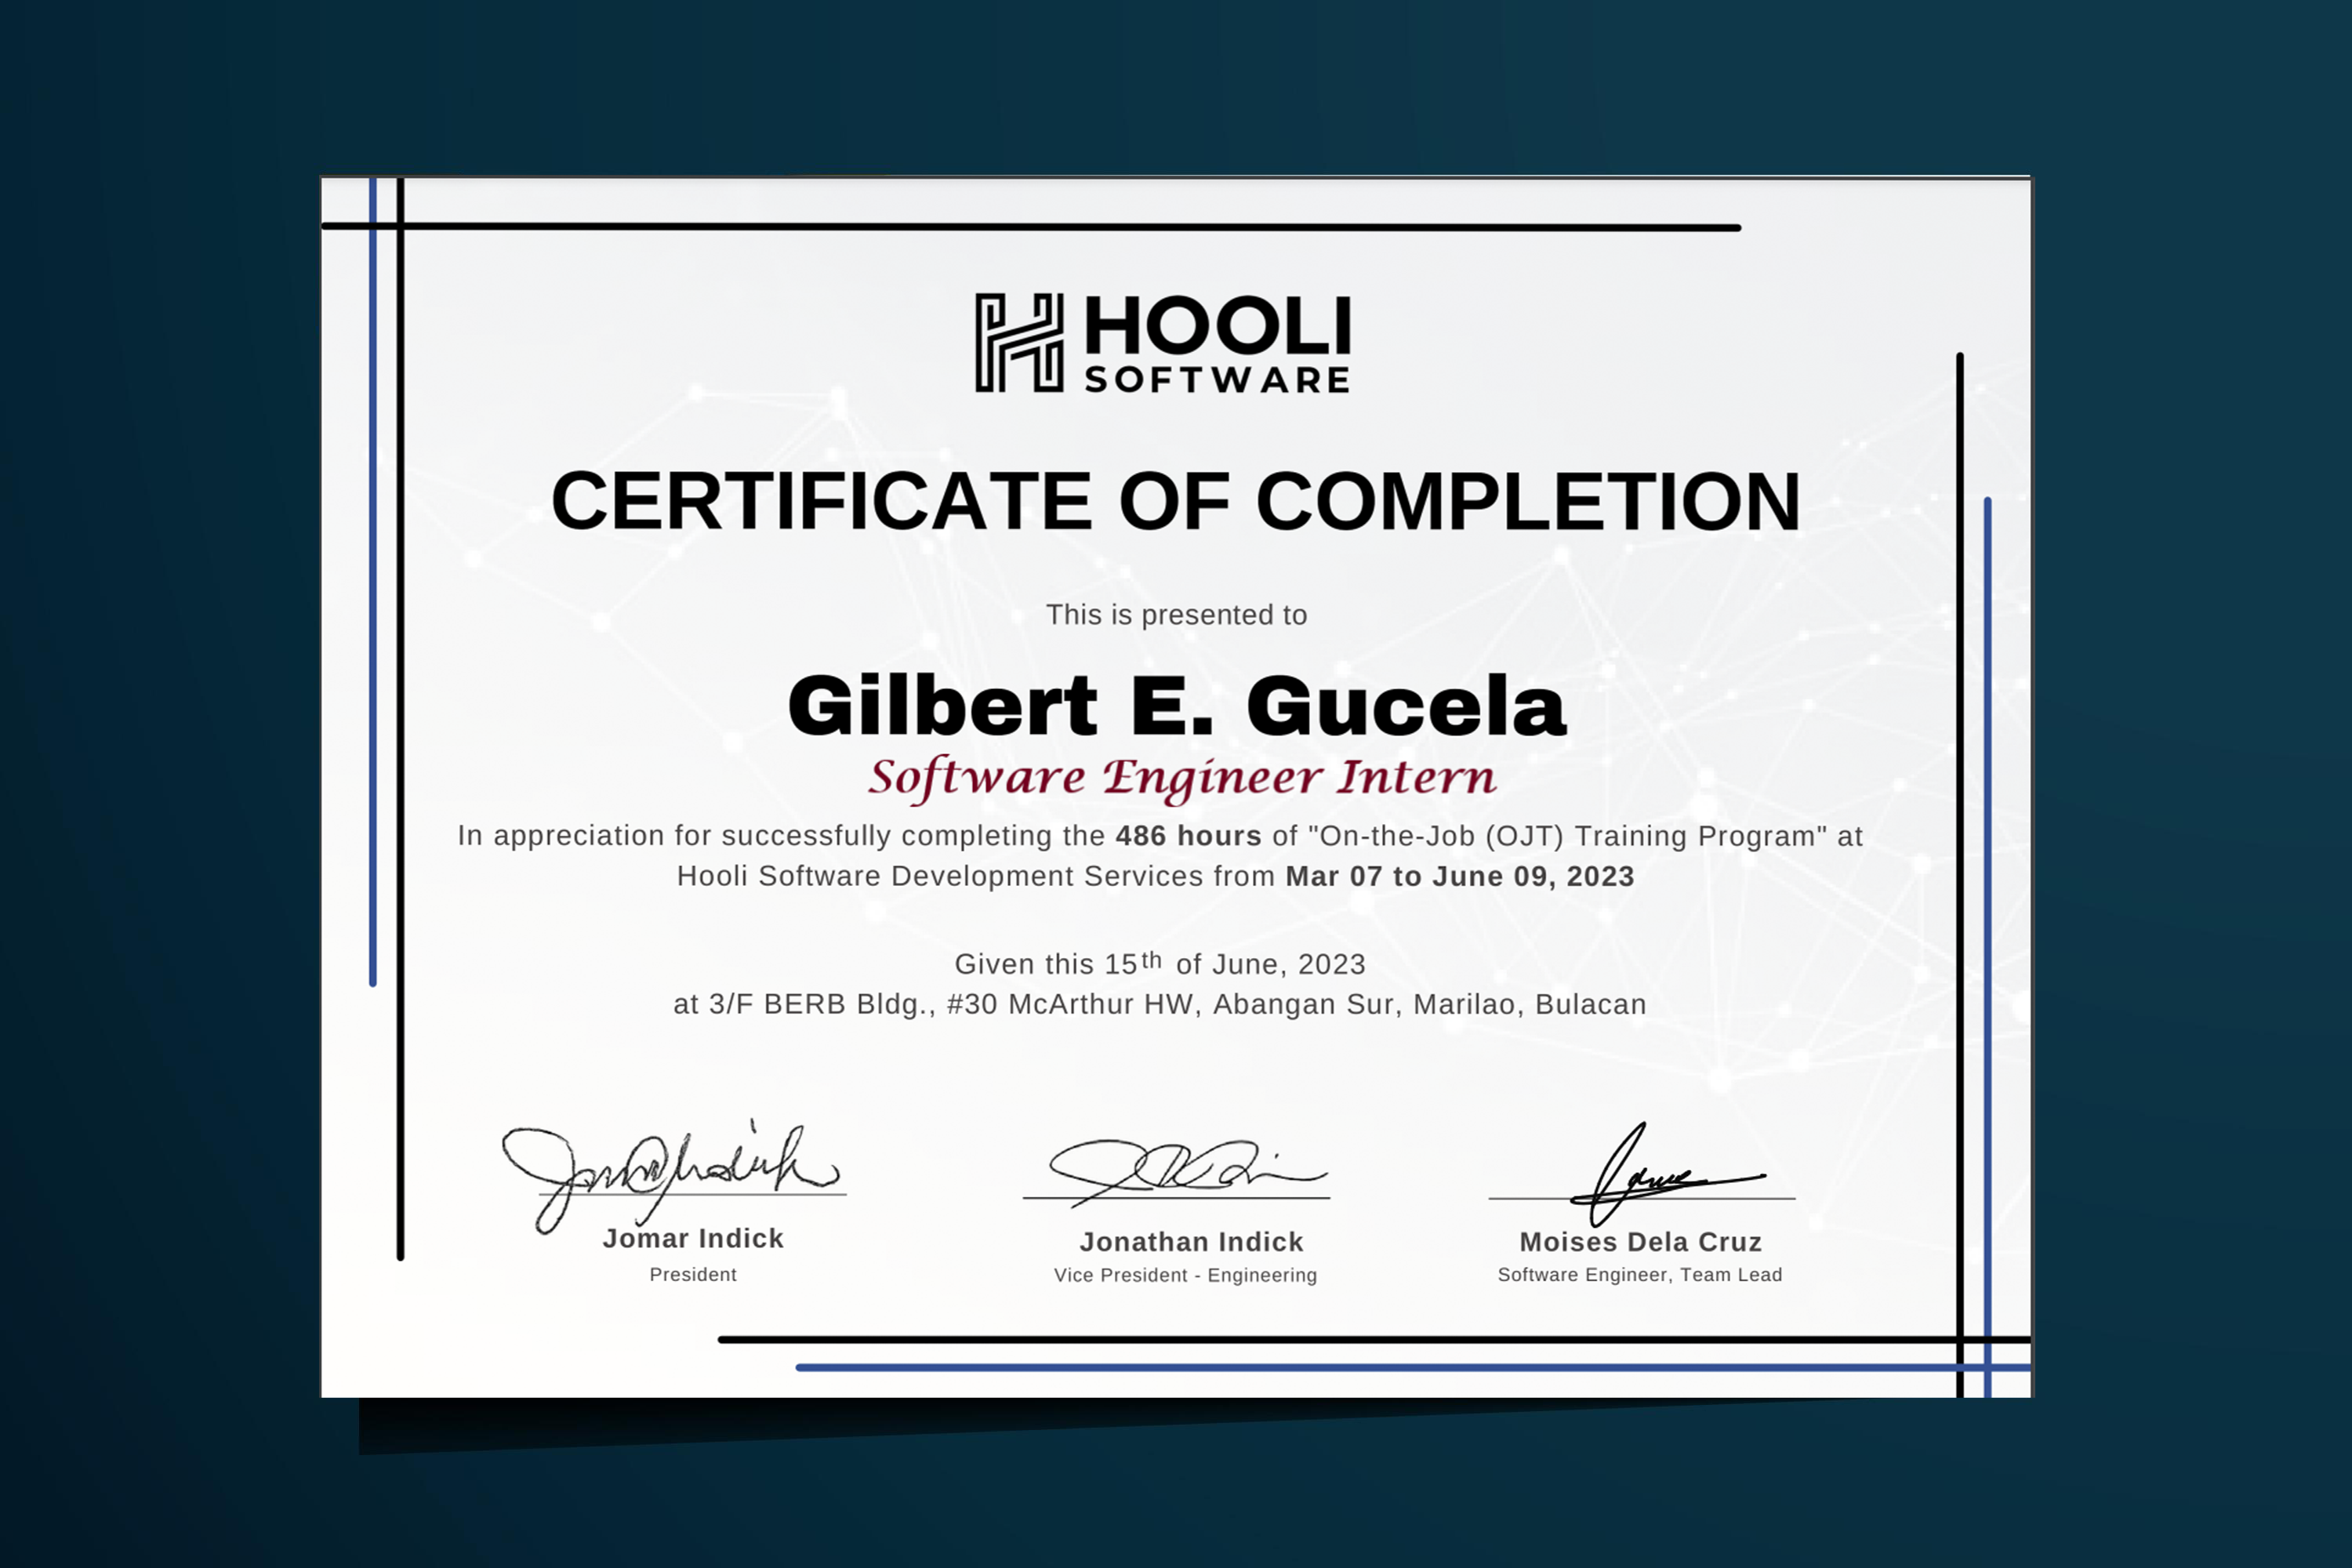 HOOLI
SOFTWARE
CERTIFICATE OF COMPLETION
This is presented to
Gilbert E. Gucela
Software Engineer Intern
In appreciation for successfully completing the 486 hours of "On-the-Job (OJT) Training Program" at
Hooli Software Development Services from Mar 07 to June 09, 2023
Given this 15th of June, 2023
at 3/F BERB Bldg., #30 McArthur HW, Abangan Sur, Marilao, Bulacan
Jomar Indick
President
Jonathan Indick
Vice President - Engineering
Moises Dela Cruz
Software Engineer, Team Lead